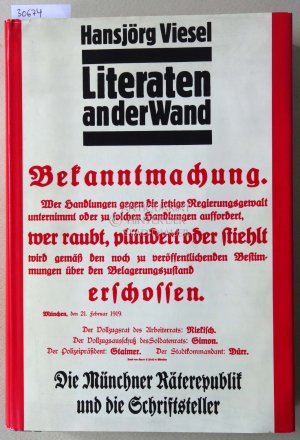 30674.
Hansjörg Viesel
Literaten
an der Wand
Bekanntmachung.
Wer Handlungen gegen die jetzige Regierungsgewalt
unternimmt oder zu solchen Handlungen auffordert,
wer raubt, plündert oder stiehlt
wird gemäß den noch zu veröffentlichenden Bestim-
mungen über den Belagerungszustand
erschossen.
München, den 21. Februar 1919.
Der Vollzugsrat des Arbeiterrats: Niekisch.
Der Vollzugsausschuß des Soldatenrats: Simon.
Der Polizeipräsident: Staimer. Der Stadtkommandant: Dürr.
Die Münchner Räterepublik
und die Schriftsteller